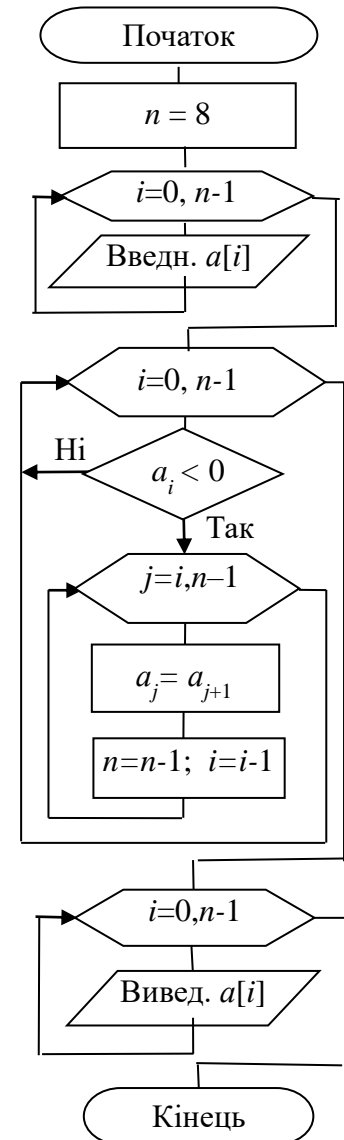 Початок
n = 8
i=0, n-1
Введн. a[i]
i=0, n-1
Ні
a_i < 0
Так
j=i,n–1
a_j= a_{j+1}
n=n-1; i=i-1
i=0,n-1
Вивед. a[i]
Кінець